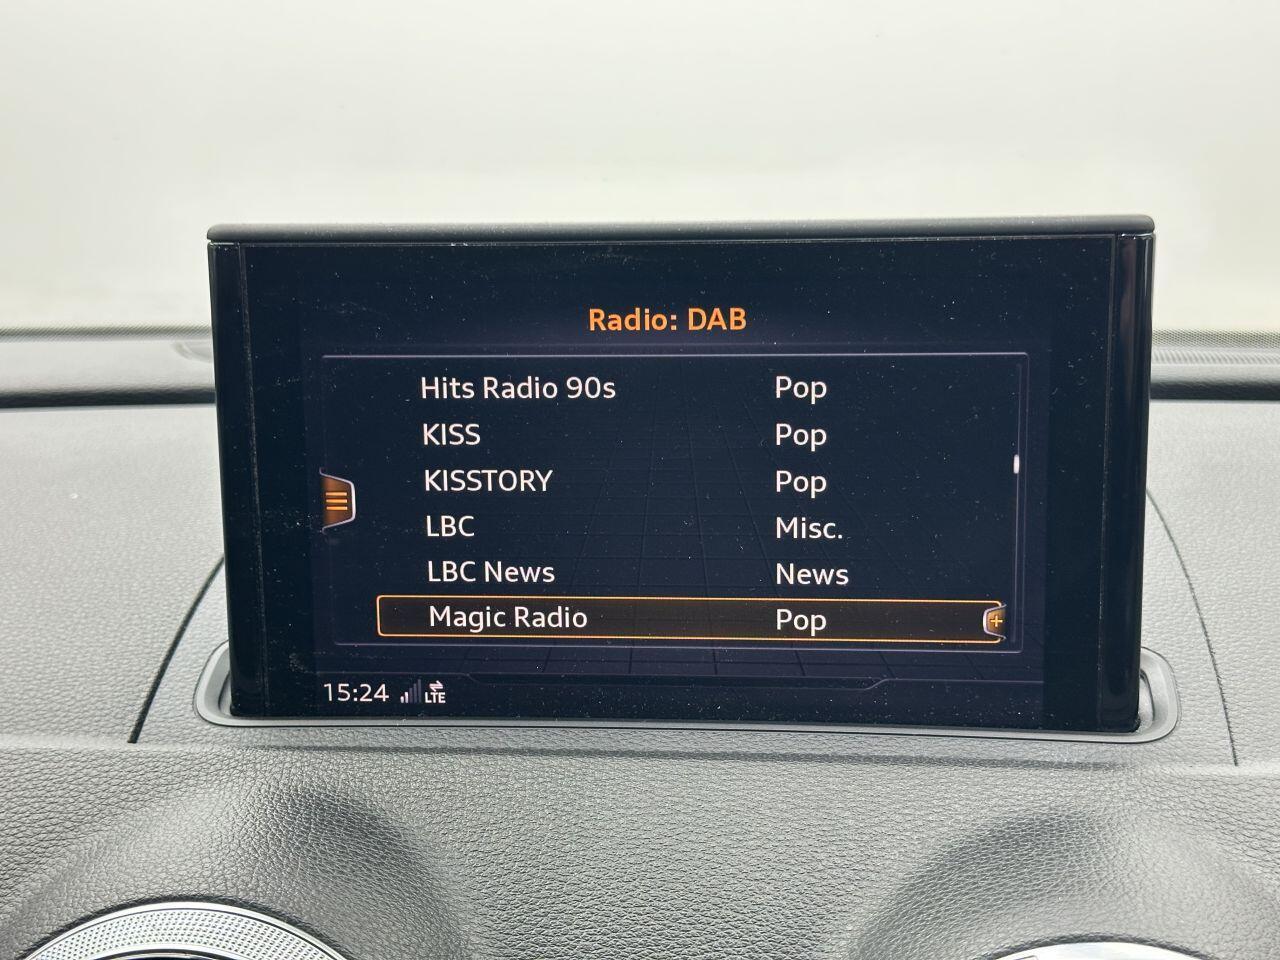 Radio: DAB
Hits Radio 90s Pop
KISS Pop
KISSTORY Pop
LBC Misc.
LBC News News
Magic Radio Pop
15:24 LTE